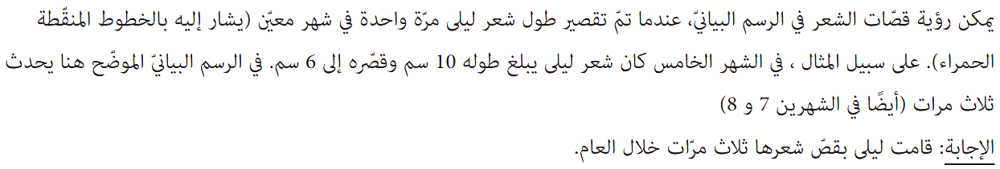 يمكن رؤية قصّات الشعر في الرسم البيانيّ، عندما تمّ تقصير طول شعر ليلى مرّة واحدة في شهر معيّن (يشار إليه بالخطوط المنقّطة
الحمراء). على سبيل المثال ، في الشهر الخامس كان شعر ليلى يبلغ طوله 10 سم وقصّره إلى 6 سم. في الرسم البيانيّ الموضّح هنا يحدث
ثلاث مرات (أيضًا في الشهرين 7 و 8)
الإجابة: قامت ليلى بقصّ شعرها ثلاث مرّات خلال العام.